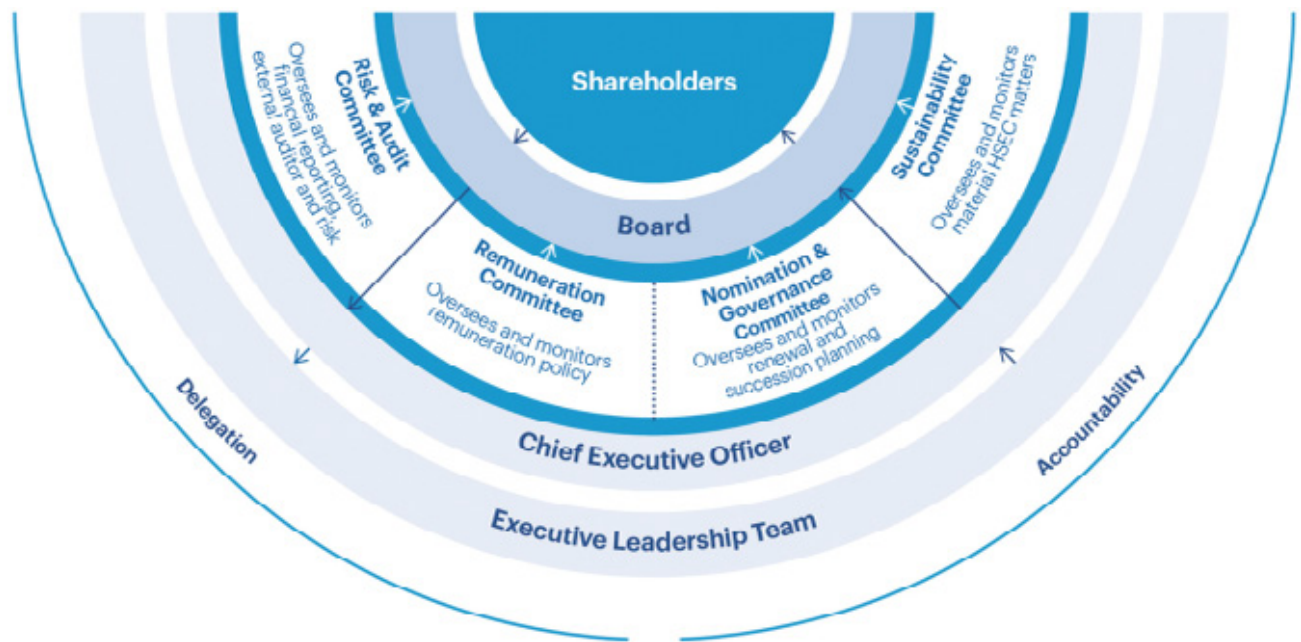 Shareholders
Board
Risk & Audit
Committee
Oversees and monitors
financial reporting,
external auditor and risk
Remuneration
Committee
Oversees and monitors
remuneration policy
Nomination &
Governance
Committee
Oversees and monitors
renewal and
succession planning
Sustainability
Committee
Oversees and monitors
material HSEC matters
Chief Executive Officer
Executive Leadership Team
Delegation
Accountability